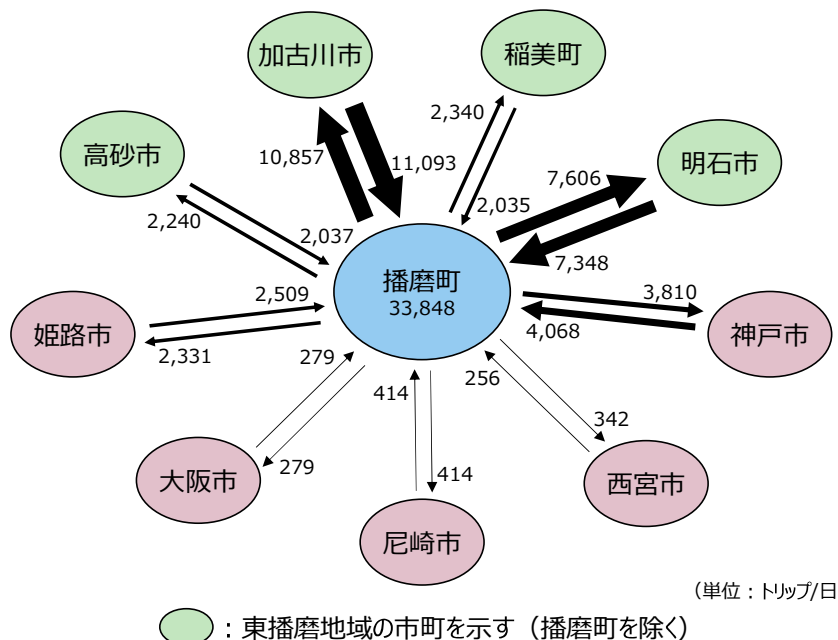 加古川市
稲美町
高砂市
明石市
10,857
11,093
2,340
2,035
7,606
7,348
2,240
2,037
播磨町
33,848
姫路市
2,509
2,331
3,810
4,068
神戸市
279
279
414
414
256
342
大阪市
尼崎市
西宮市
(単位：トリップ/日
：東播磨地域の市町を示す（播磨町を除く）